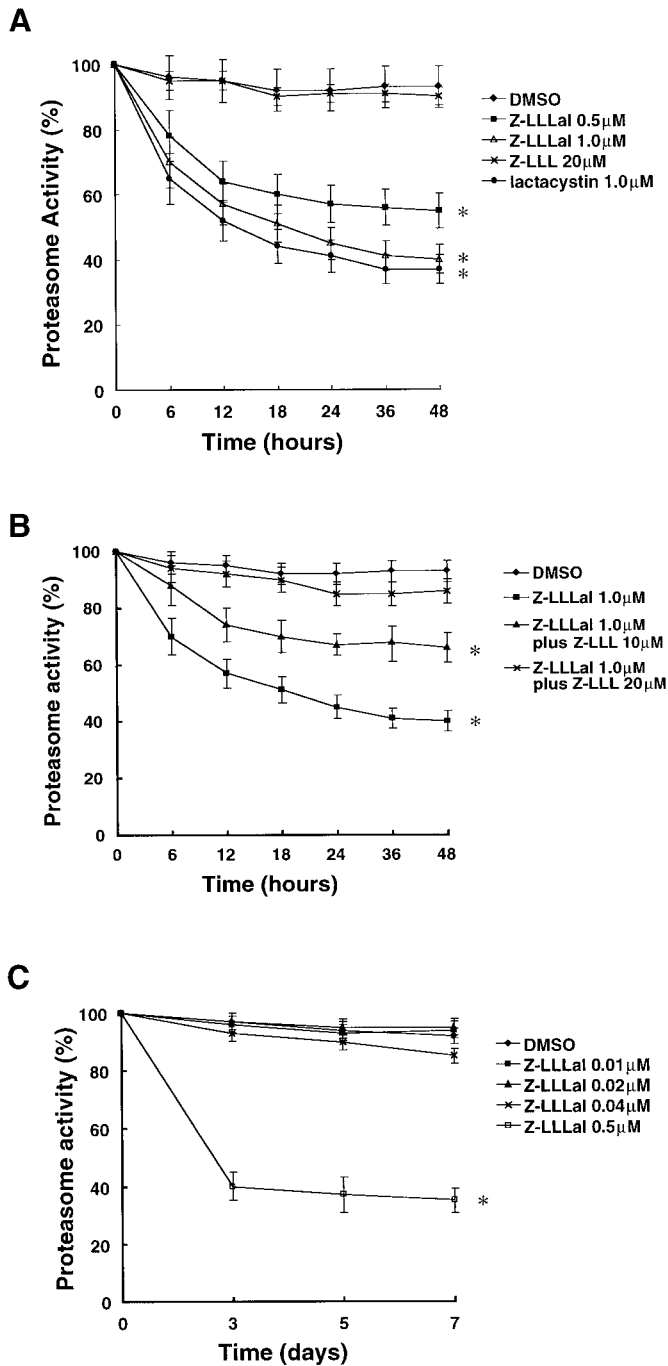 A
Proteasome Activity (%)
100
80
60
40
20
0
0 6 12 18 24 36 48
Time (hours)
DMSO
Z-LLLal 0.5μM
Z-LLLal 1.0μM
Z-LLL 20μM
lactacystin 1.0μM
*
*
*
B
Proteasome activity (%)
100
80
60
40
20
0
0 6 12 18 24 36 48
Time (hours)
DMSO
Z-LLLal 1.0μM
Z-LLLal 1.0μM
plus Z-LLL 10μM
Z-LLLal 1.0μM
plus Z-LLL 20μM
*
*
C
Proteasome activity (%)
100
80
60
40
20
0
0 3 5 7
Time (days)
DMSO
Z-LLLal 0.01μM
Z-LLLal 0.02μM
Z-LLLal 0.04μM
Z-LLLal 0.5μM
*